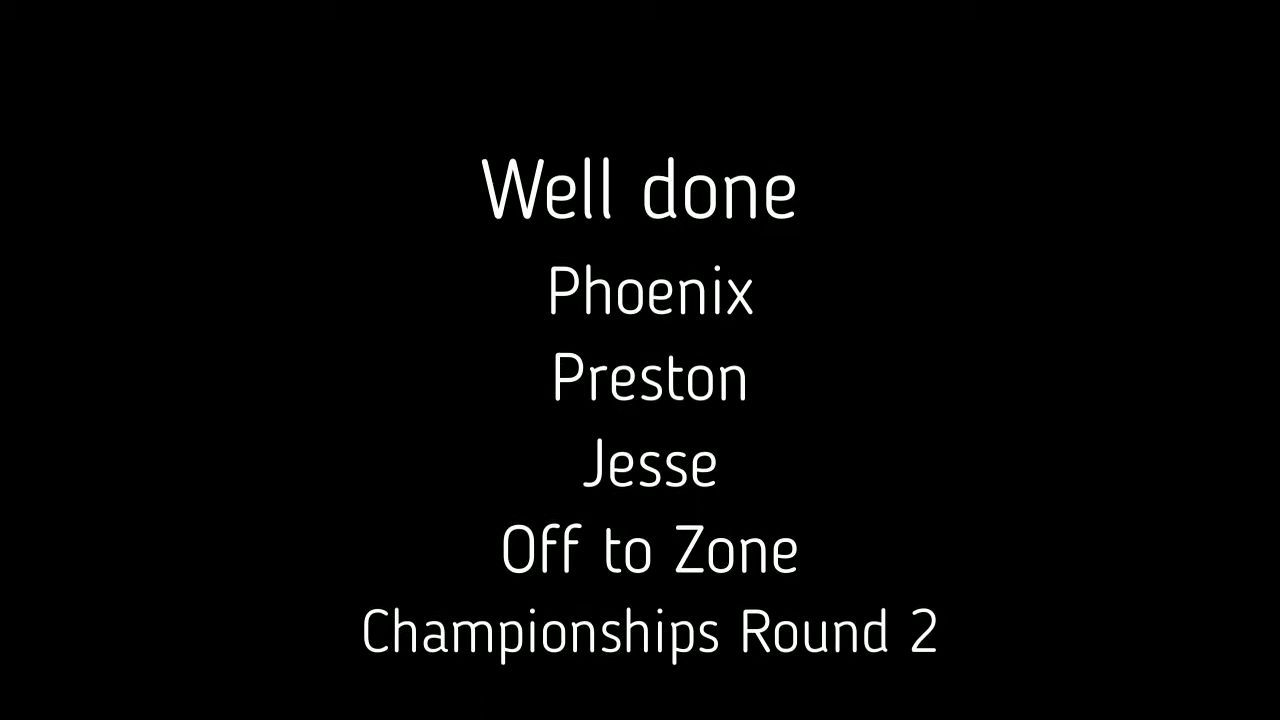 Well done
Phoenix
Preston
Jesse
Off to Zone
Championships Round 2